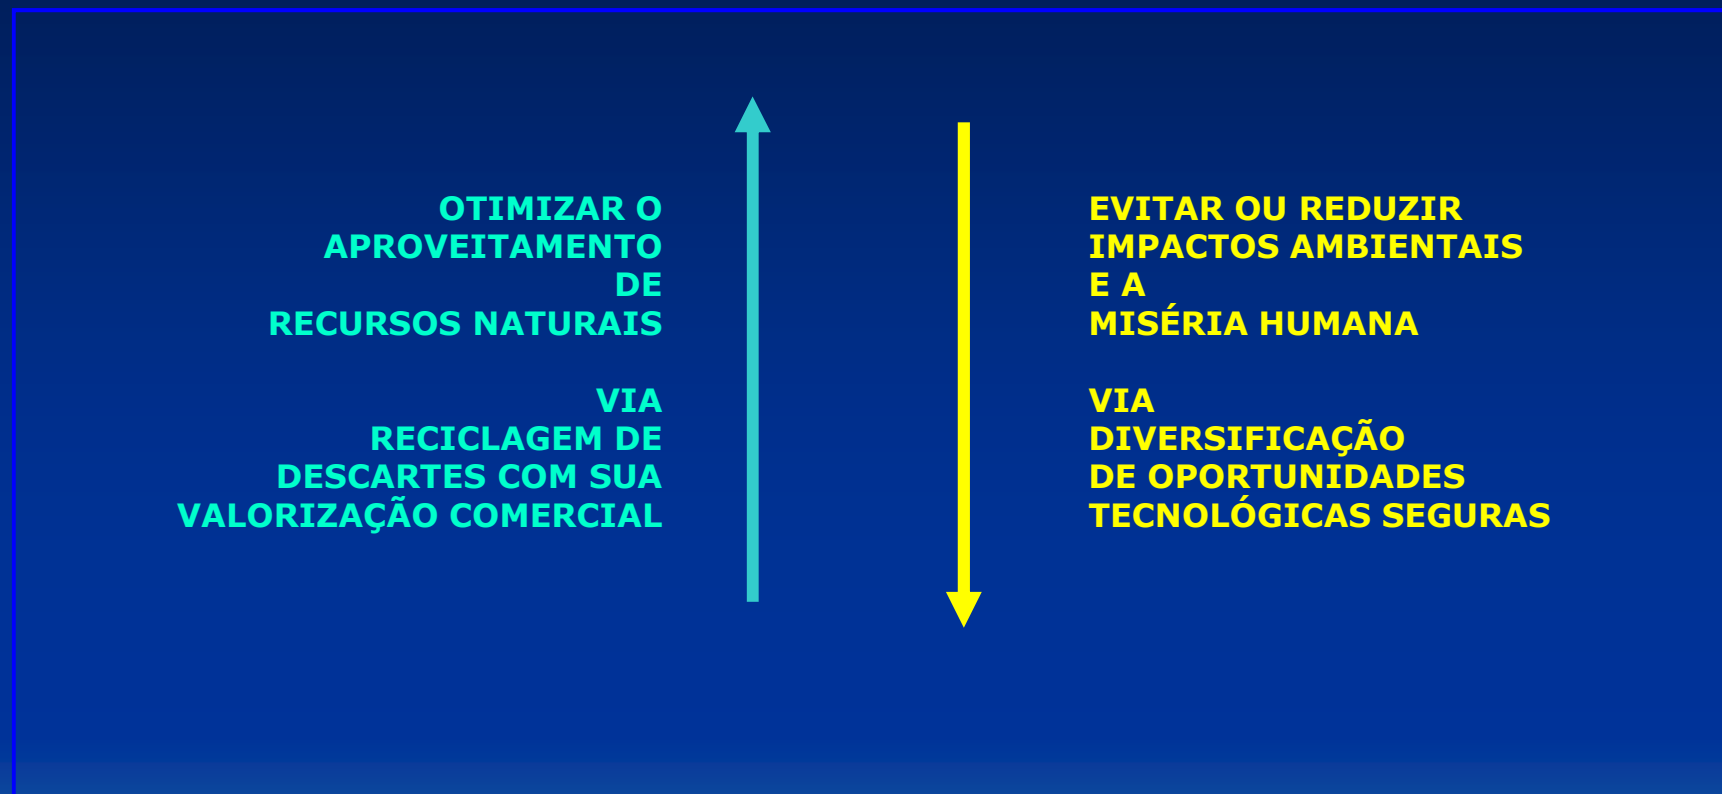 OTIMIZAR O
APROVEITAMENTO
DE
RECURSOS NATURAIS
VIA
RECICLAGEM DE
DESCARTES COM SUA
VALORIZAÇÃO COMERCIAL
EVITAR OU REDUZIR
IMPACTOS AMBIENTAIS
E A
MISÉRIA HUMANA
VIA
DIVERSIFICAÇÃO
DE OPORTUNIDADES
TECNOLÓGICAS SEGURAS